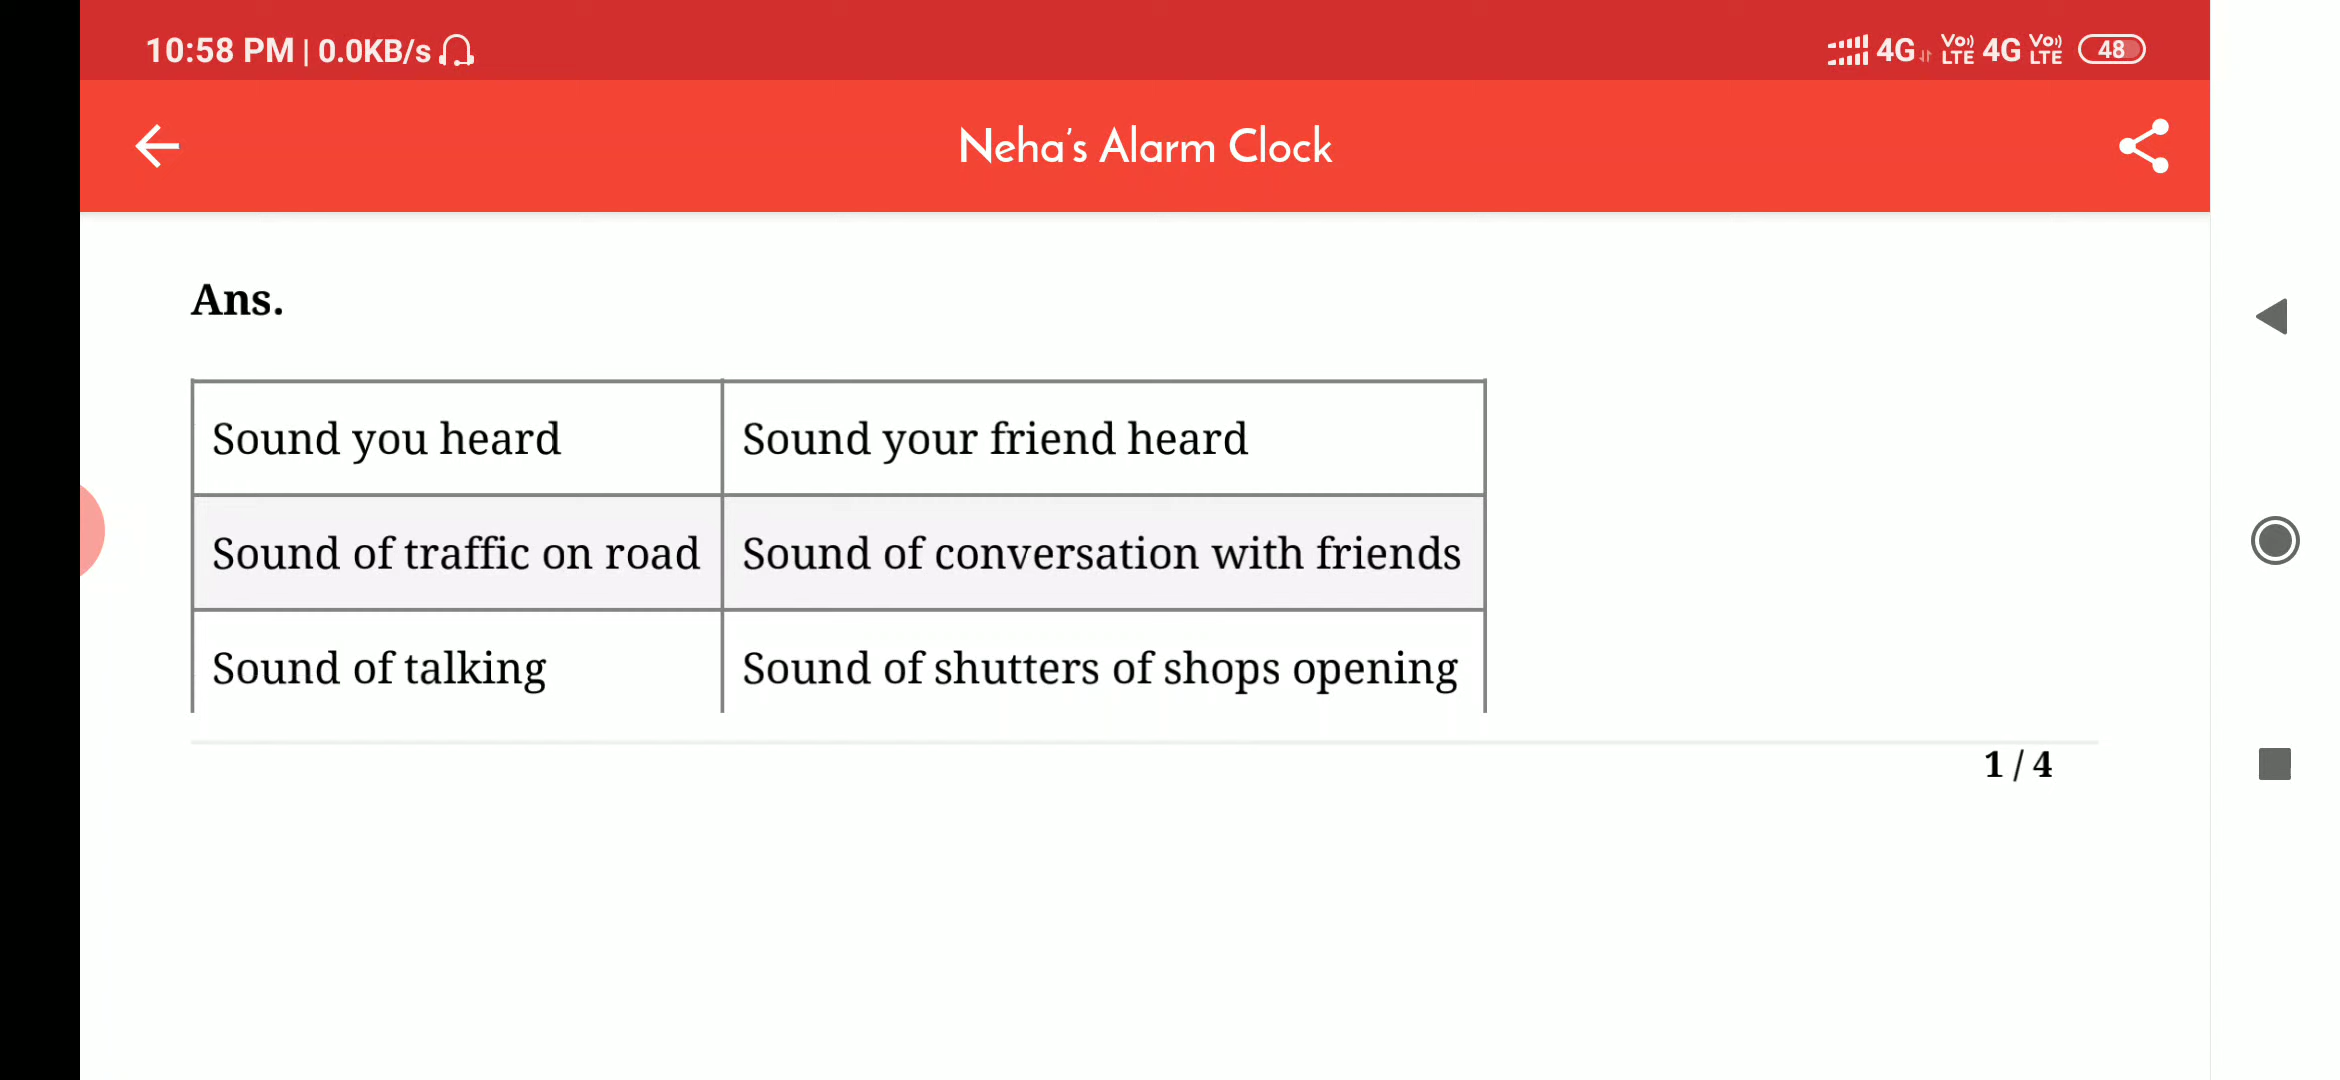 10:58 PM | 0.0KB/s 4G VoLTE 4G VoLTE 48
Neha's Alarm Clock
Ans.
Sound you heard Sound your friend heard
Sound of traffic on road Sound of conversation with friends
Sound of talking Sound of shutters of shops opening
1 / 4